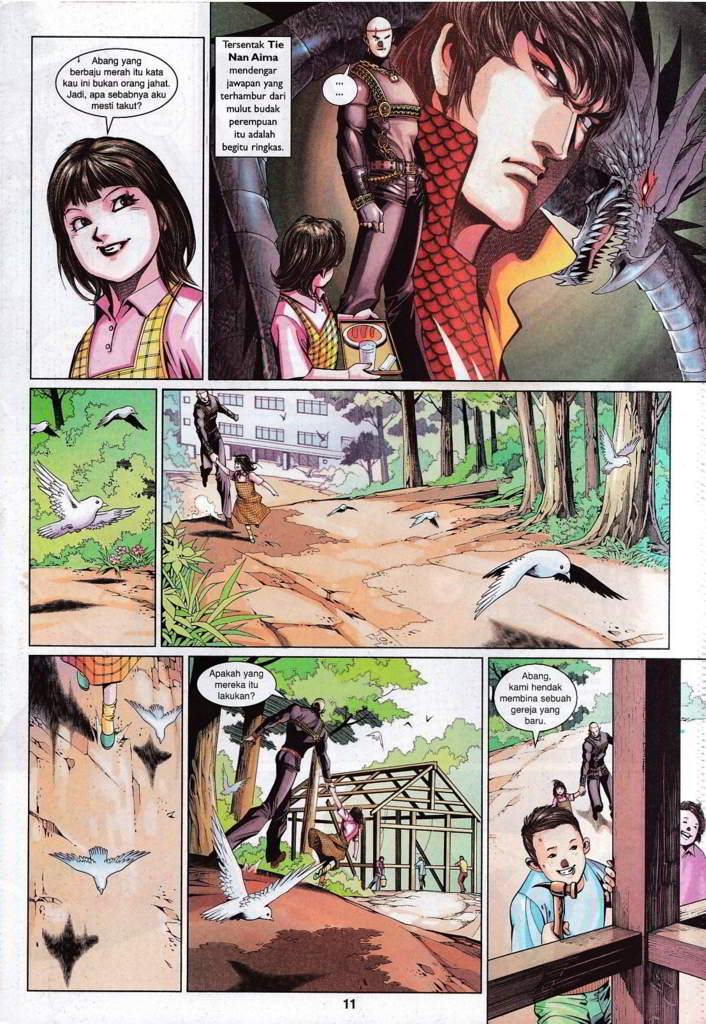 Abang yang
berbaju merah itu kata
kau ini bukan orang jahat.
Jadi, apa sebabnya aku
mesti takut?
Tersentak Tie
Nan Aima
mendengar
jawapan yang
terhambur dari
mulut budak
perempuan
itu adalah
begitu ringkas.
...
...
Apakah yang
mereka itu
lakukan?
Abang,
kami hendak
membina sebuah
gereja yang
baru.
11